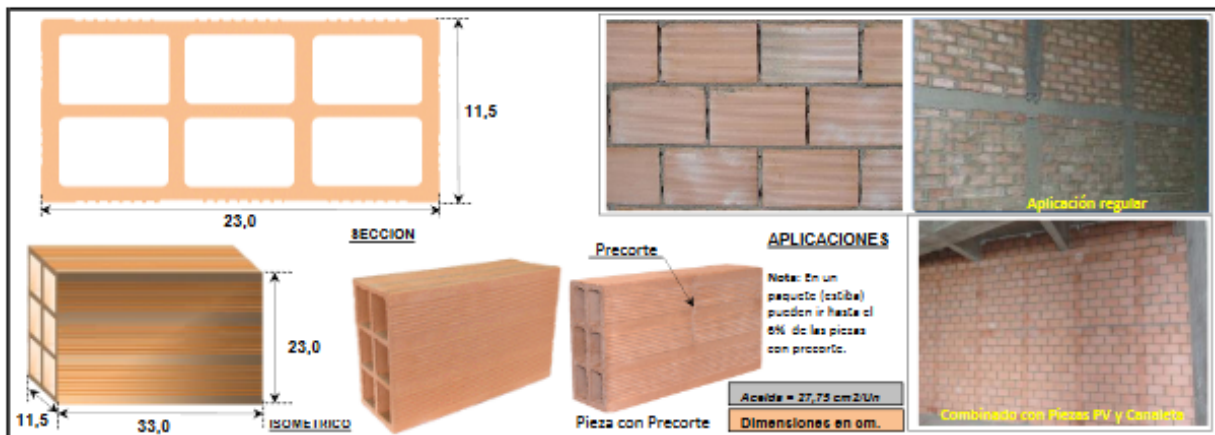 11,5
23,0
SECCION
23,0
11,5
33,0
ISOMETRICO
Precorte
Pieza con Precorte
APLICACIONES
Nota: En un
paquete (estiba)
pueden ir hasta el
6% de las piezas
con precorte.
= 27,75 cm2/Un
Dimensiones en cm.
Aplicación regular
Combinado con Piezas PV y Canaleta